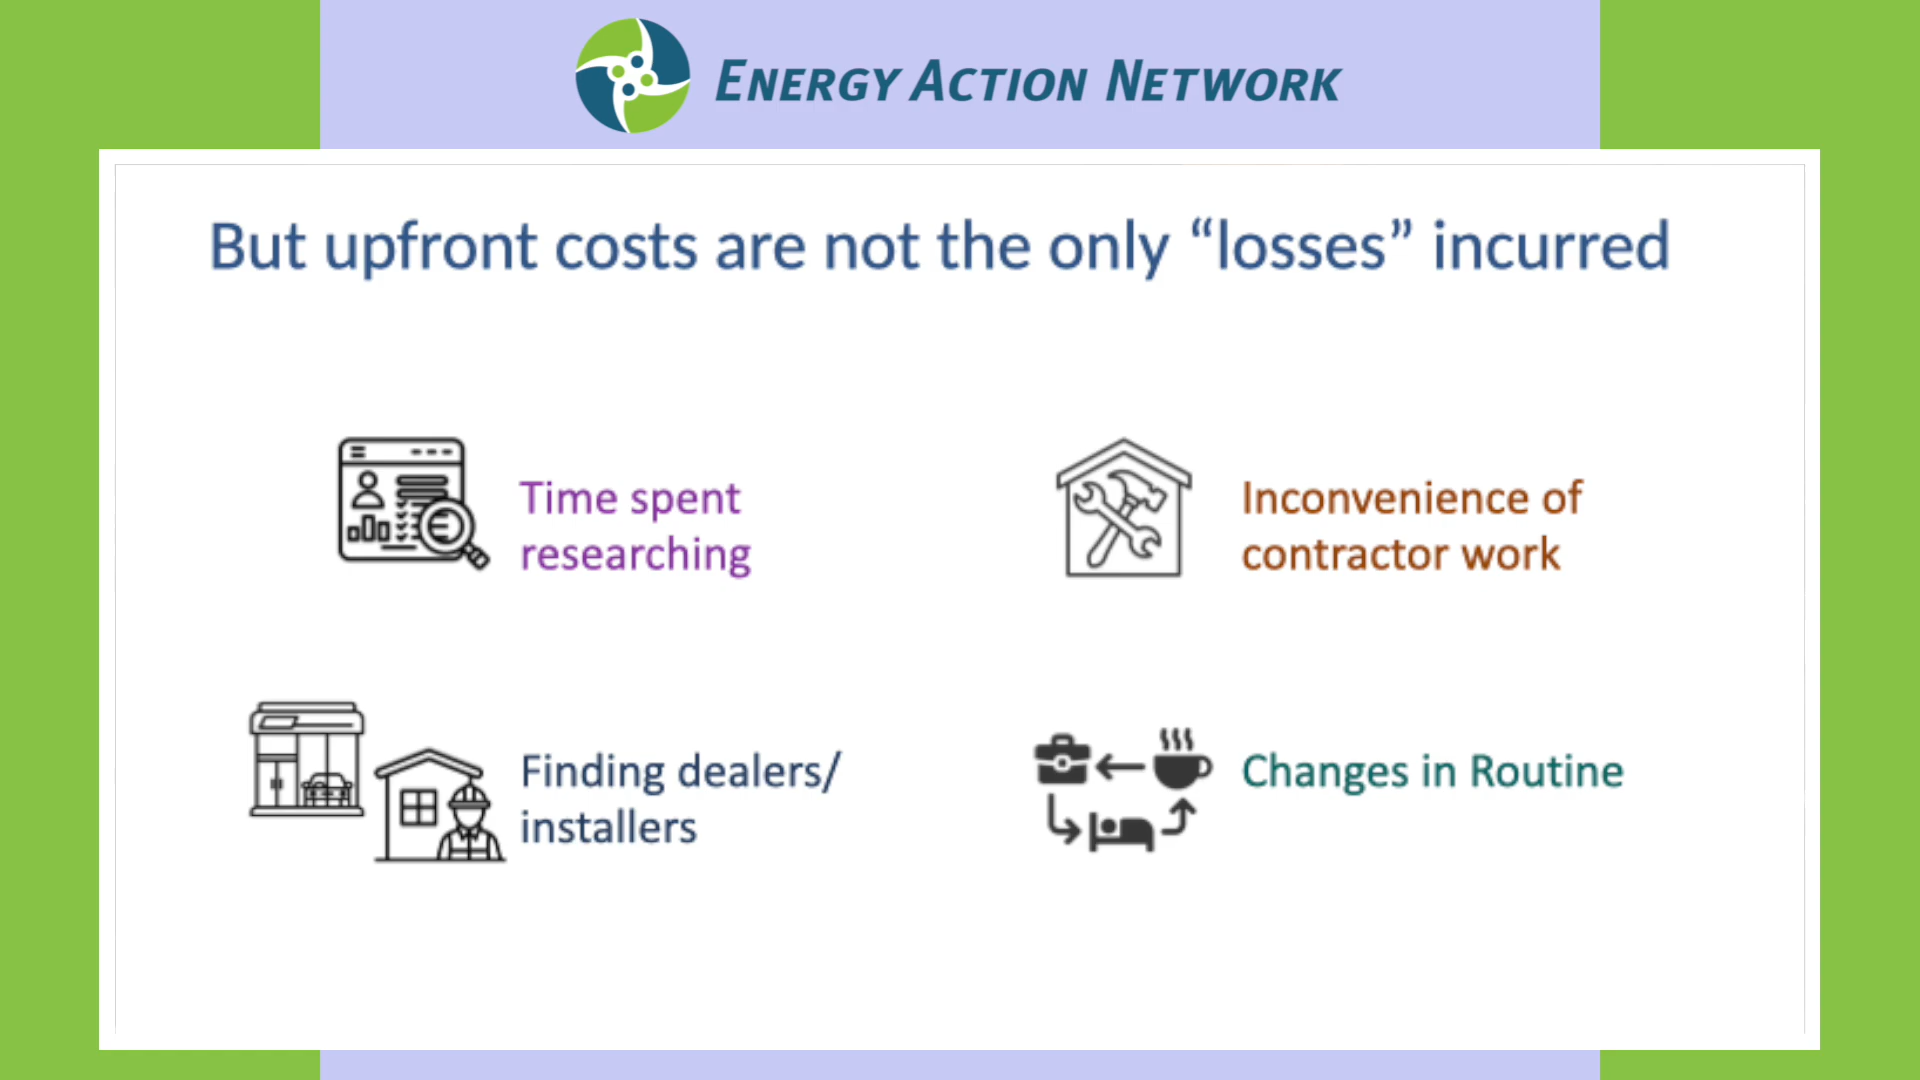 ENERGY ACTION NETWORK
But upfront costs are not the only “losses” incurred
Time spent
researching
Inconvenience of
contractor work
Finding dealers/
installers
Changes in Routine